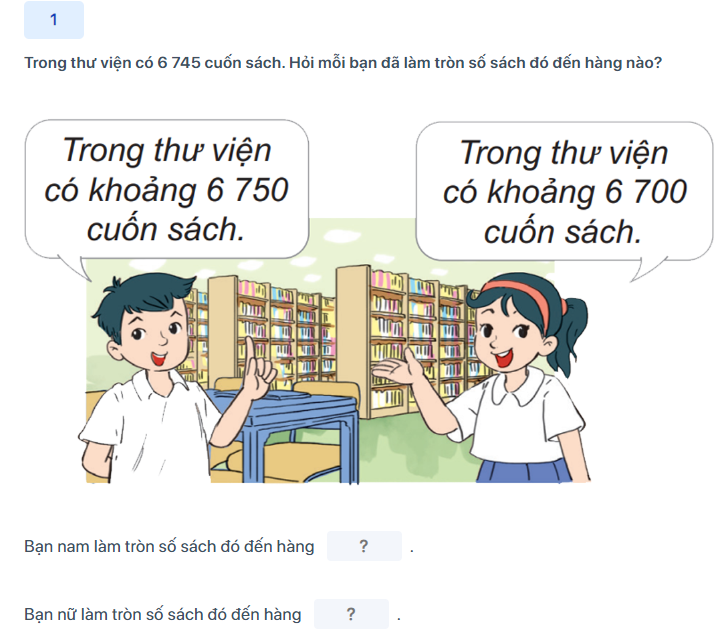 1
Trong thư viện có 6 745 cuốn sách. Hỏi mỗi bạn đã làm tròn số sách đó đến hàng nào?
Trong thư viện
có khoảng 6 750
cuốn sách.
Trong thư viện
có khoảng 6 700
cuốn sách.
Bạn nam làm tròn số sách đó đến hàng ? .
Bạn nữ làm tròn số sách đó đến hàng ? .